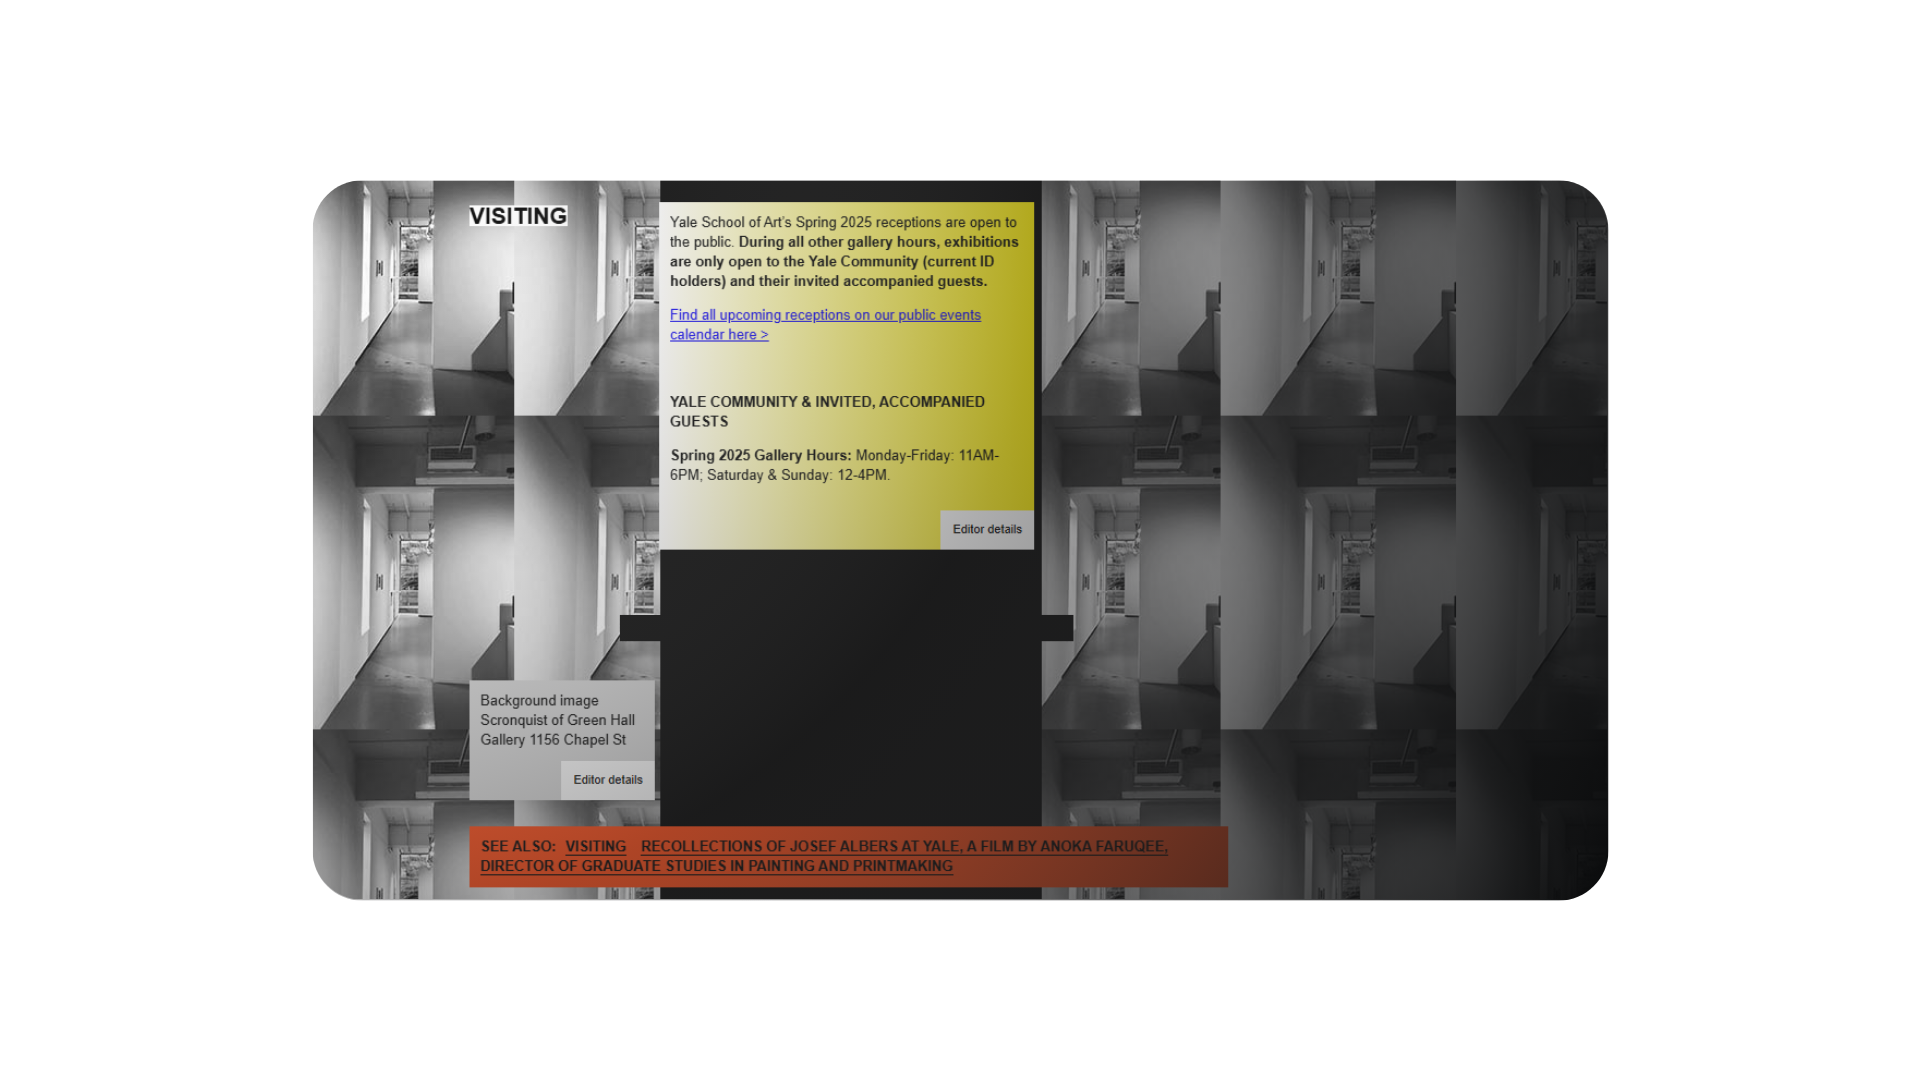 VISITING
Yale School of Art's Spring 2025 receptions are open to
the public. During all other gallery hours, exhibitions
are only open to the Yale Community (current ID
holders) and their invited accompanied guests.
Find all upcoming receptions on our public events
calendar here >
YALE COMMUNITY & INVITED, ACCOMPANIED
GUESTS
Spring 2025 Gallery Hours: Monday-Friday: 11AM-
6PM; Saturday & Sunday: 12-4PM.
Editor details
Background image
Scronquist of Green Hall
Gallery 1156 Chapel St
Editor details
SEE ALSO: VISITING RECOLLECTIONS OF JOSEF ALBERS AT YALE, A FILM BY ANOKA FARUQEE,
DIRECTOR OF GRADUATE STUDIES IN PAINTING AND PRINTMAKING